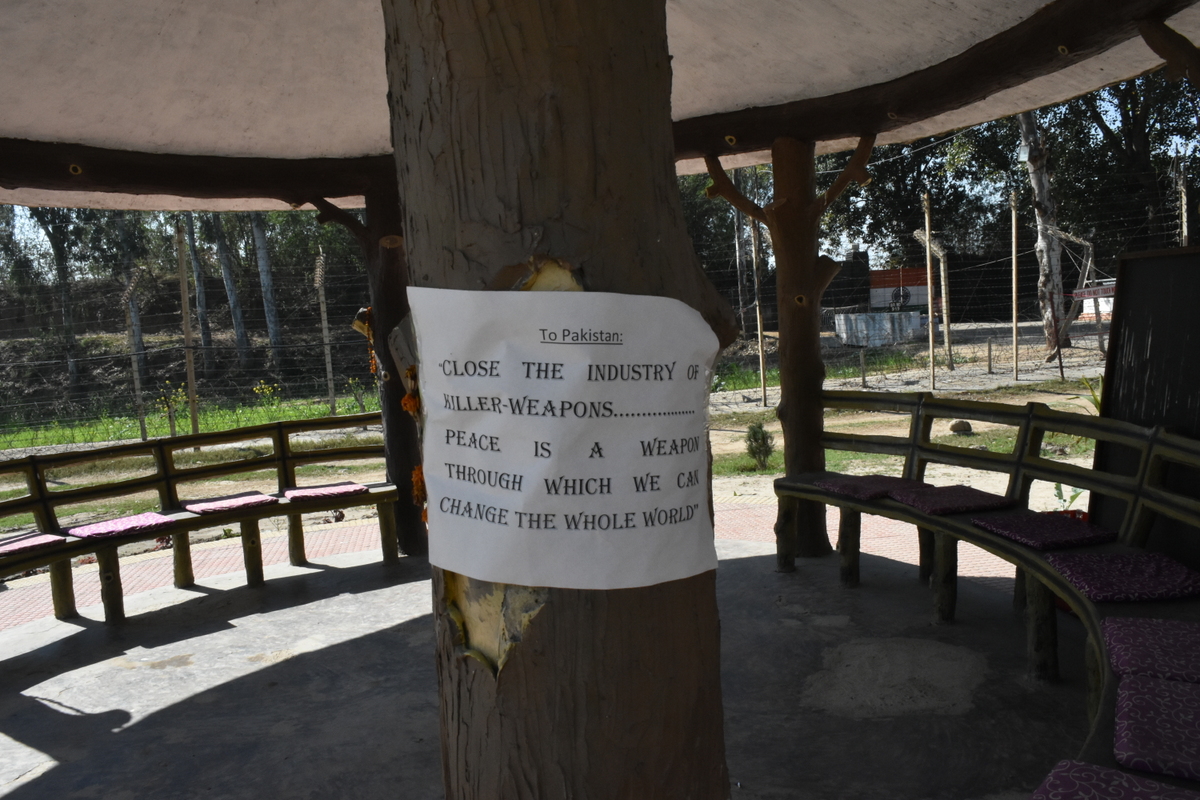 To Pakistan:
"CLOSE THE INDUSTRY OF
KILLER-WEAPONS....................
PEACE IS A WEAPON
THROUGH WHICH WE CAN
CHANGE THE WHOLE WORLD"